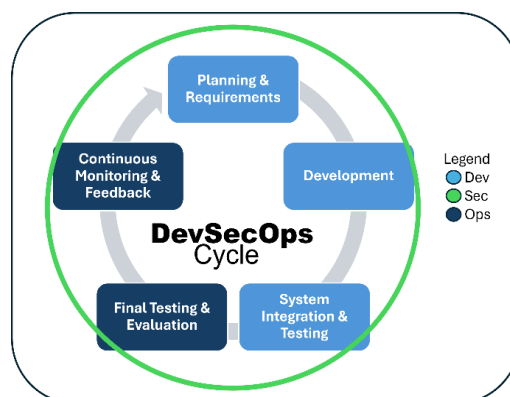 Planning &
Requirements
Continuous
Monitoring &
Feedback
Development
Legend
Dev
Sec
Ops
DevSecOps
Cycle
Final Testing &
Evaluation
System
Integration &
Testing